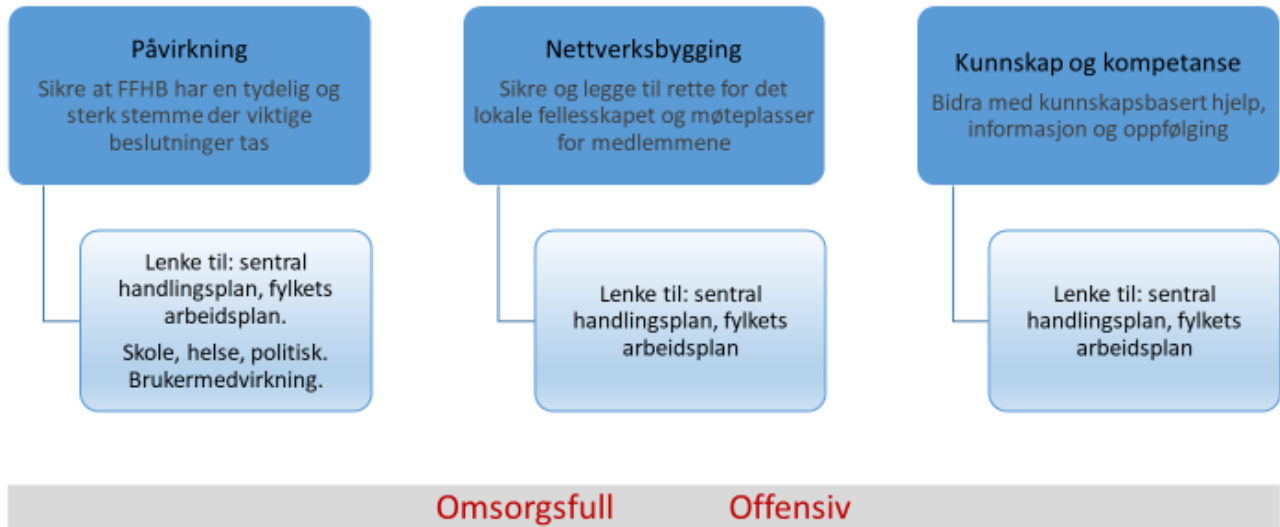 Påvirkning
Sikre at FFHB har en tydelig og
sterk stemme der viktige
beslutninger tas
Lenke til: sentral
handlingsplan, fylkets
arbeidsplan.
Skole, helse, politisk.
Brukermedvirkning.
Nettverksbygging
Sikre og legge til rette for det
lokale fellesskapet og møteplasser
for medlemmene
Lenke til: sentral
handlingsplan, fylkets
arbeidsplan
Kunnskap og kompetanse
Bidra med kunnskapsbasert hjelp,
informasjon og oppfølging
Lenke til: sentral
handlingsplan, fylkets
arbeidsplan
Omsorgsfull Offensiv